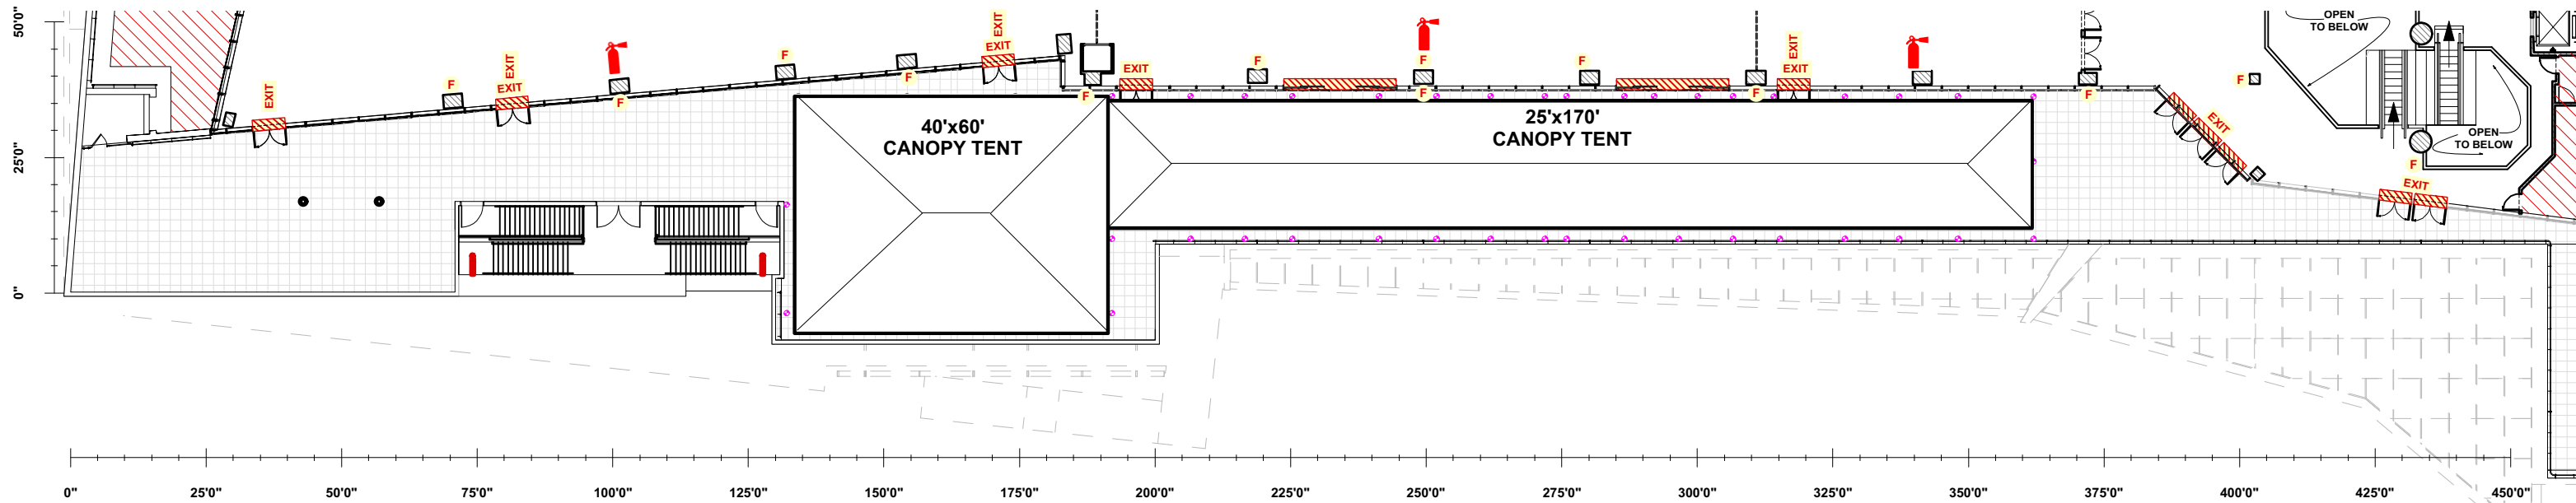 50'0"
25'0"
0"
EXIT
F
EXIT
EXIT
F
F
F
EXIT
EXIT
F
EXIT
F
F
F
F
EXIT
EXIT
F
F
F
EXIT
F
EXIT
OPEN
TO BELOW
OPEN
TO BELOW
40'x60'
CANOPY TENT
25'x170'
CANOPY TENT
0"
25'0"
50'0"
75'0"
100'0"
125'0"
150'0"
175'0"
200'0"
225'0"
250'0"
275'0"
300'0"
325'0"
350'0"
375'0"
400'0"
425'0"
450'0"